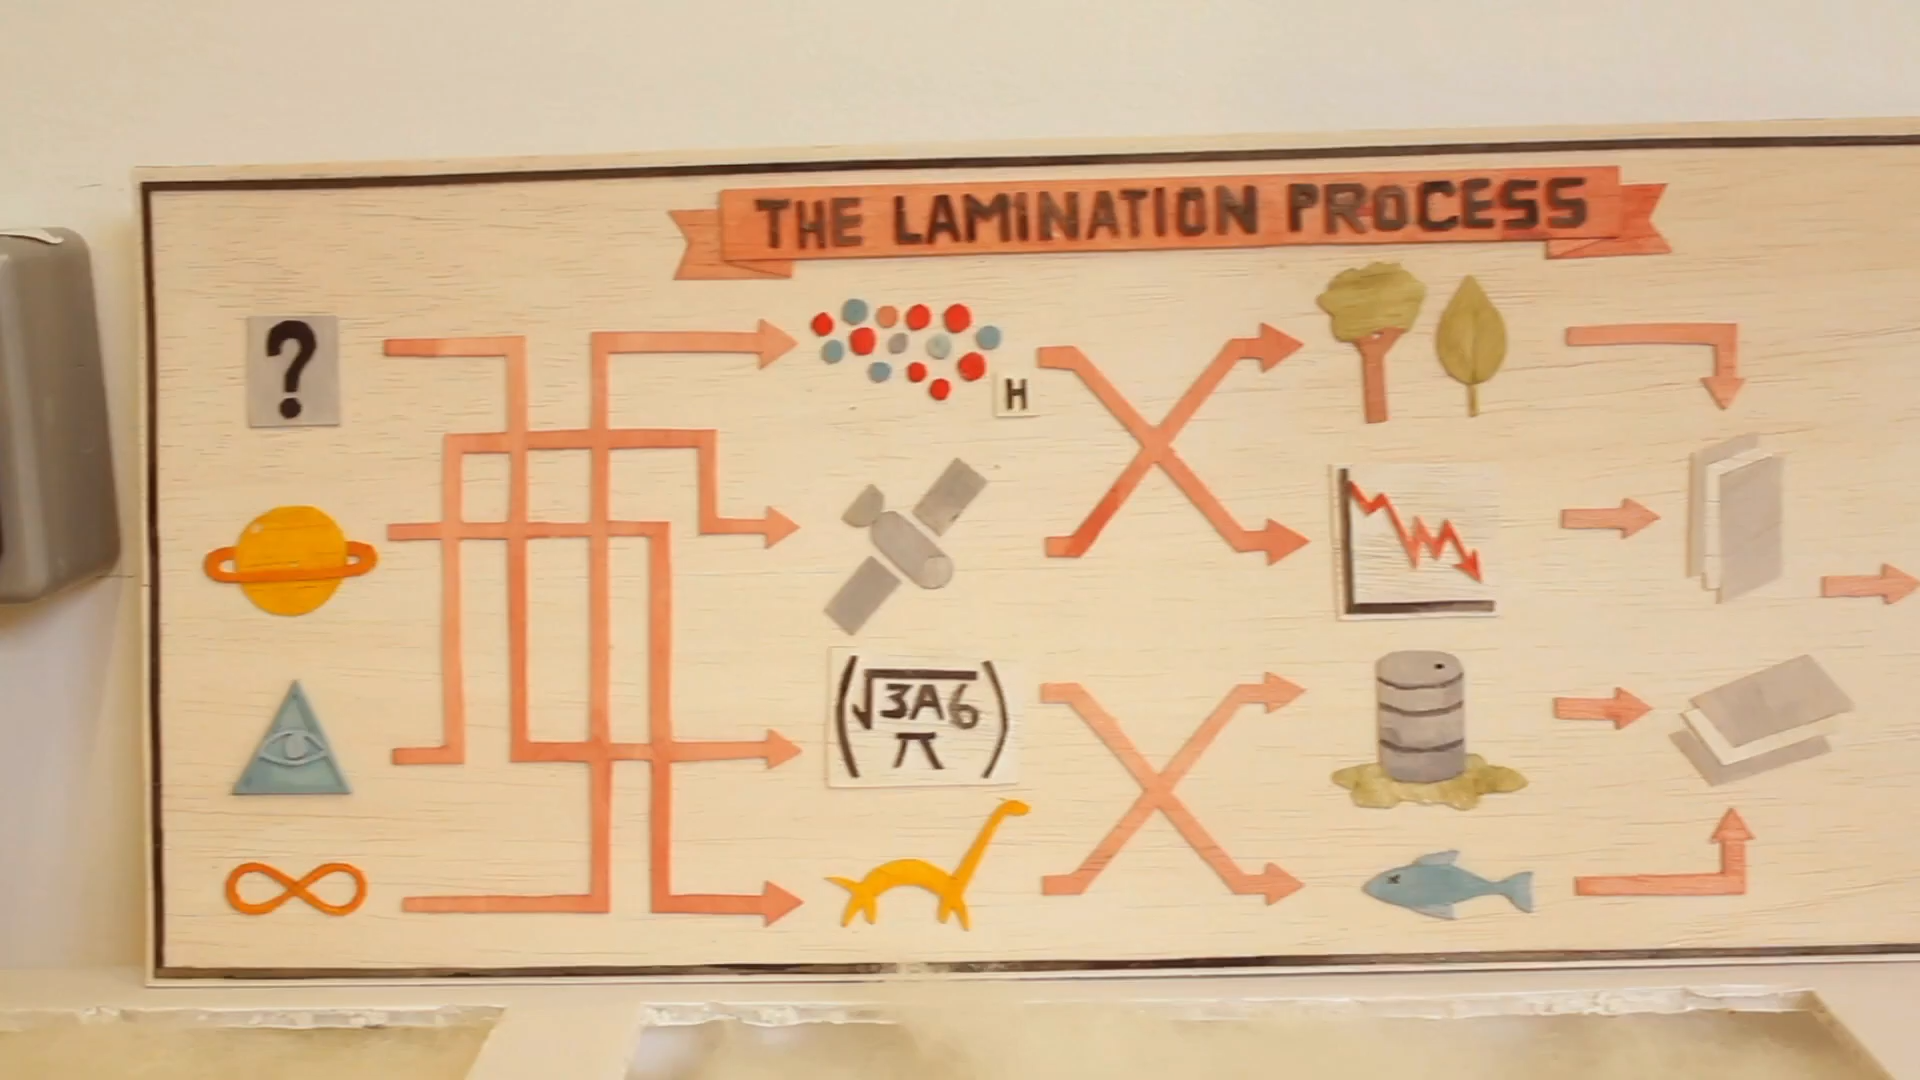 THE LAMINATION PROCESS
?
H
(√3A6
π)